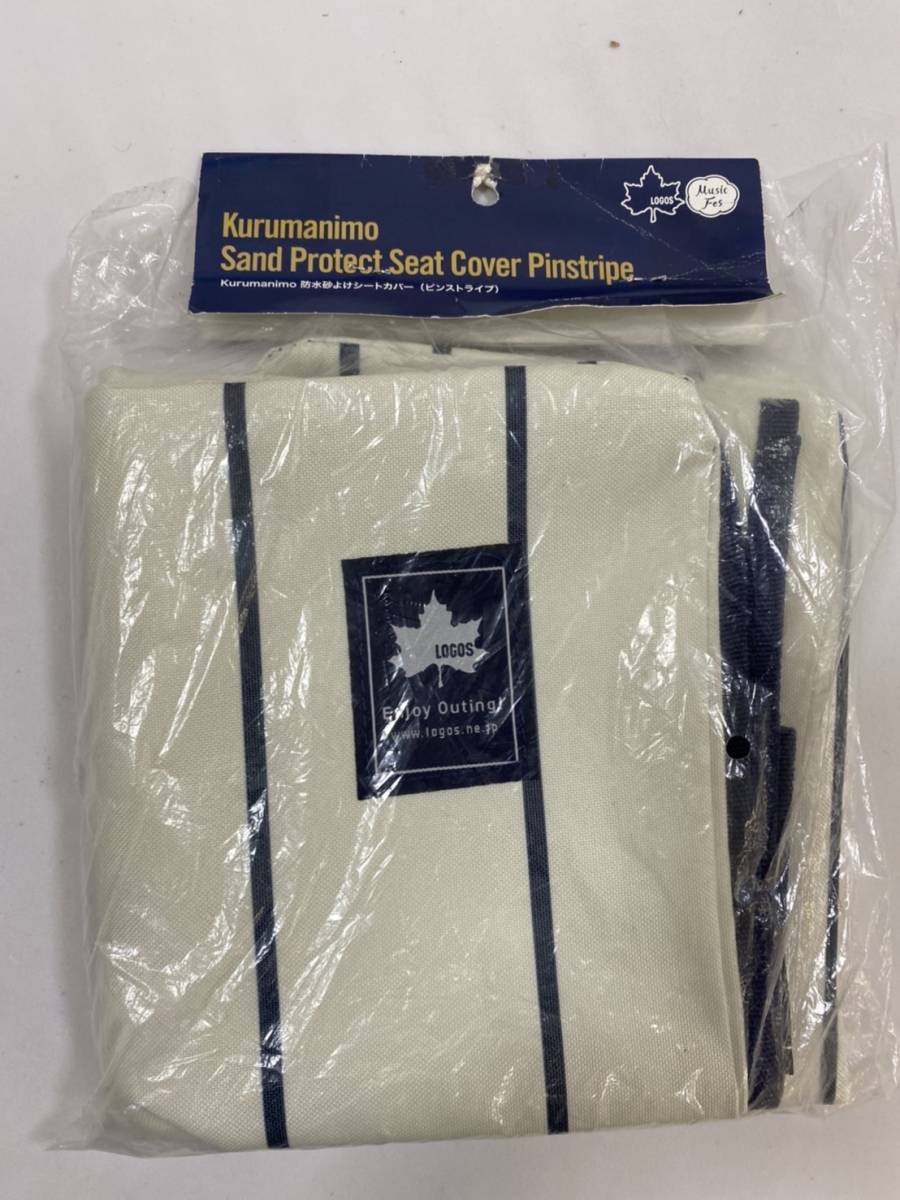 Kurumanimo
Sand Protect Seat Cover Pinstripe
Kurumanimo 防水砂よけシートカバー（ピンストライプ）
LOGOS
Music
Fes
LOGOS
Enjoy Outing!
www.logos.ne.jp